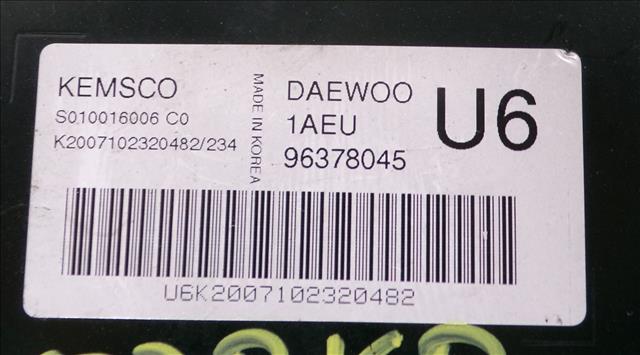 KEMSCO
S010016006 C0
K2007102320482/234
MADE IN KOREA
DAEWOO
1AEU
96378045
U6
U6K2007102320482